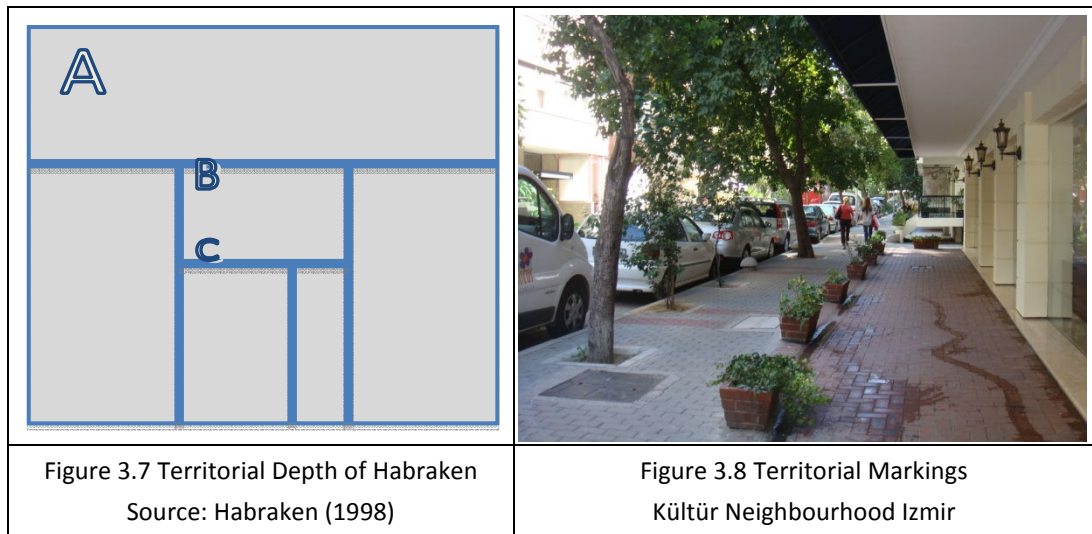 A
B
C
Figure 3.7 Territorial Depth of Habraken
Source: Habraken (1998)
Figure 3.8 Territorial Markings
Kültür Neighbourhood Izmir